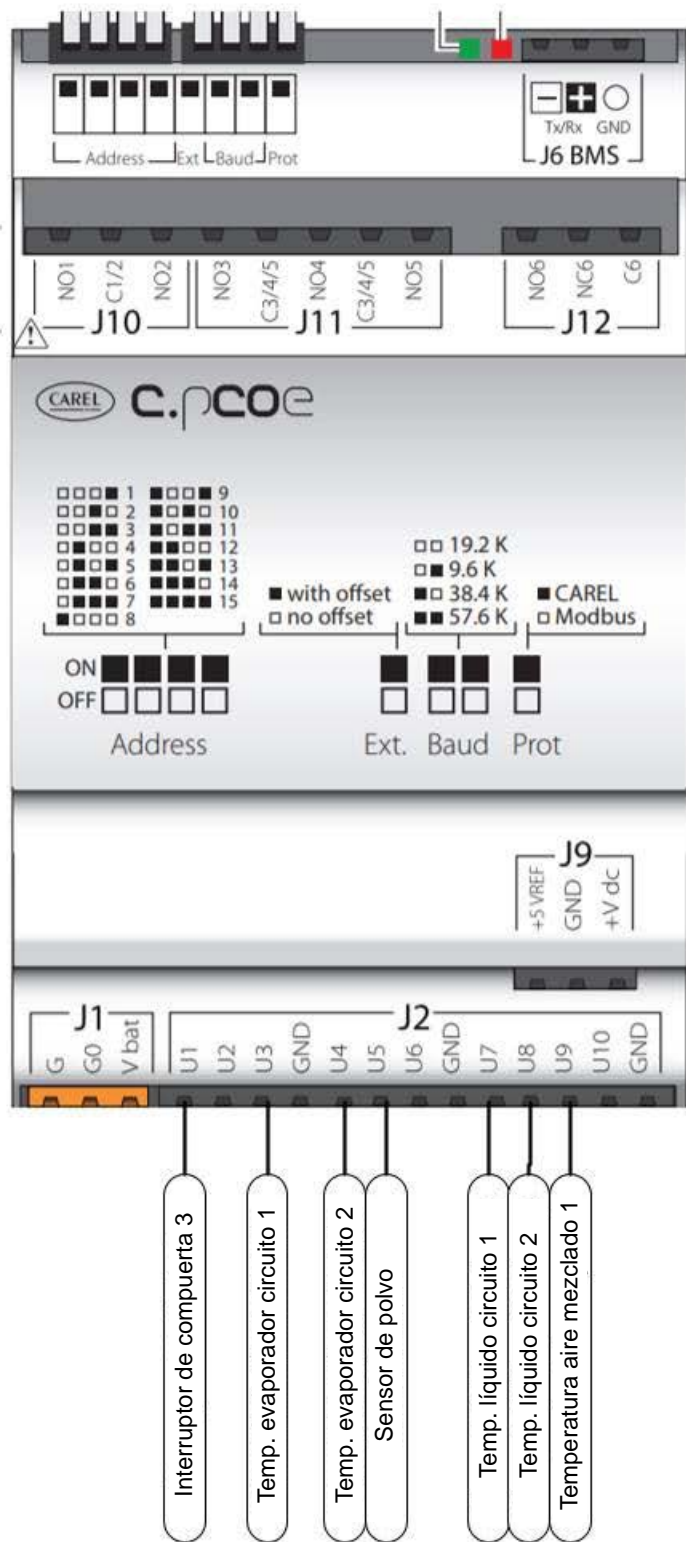 Address Ext Baud Prot
Tx/Rx GND
J6 BMS
NO1 C1/2 NO2 NO3 C3/4/5 NO4 C3/4/5 NO5 NO6 NC6 C6
J10 J11 J12
CAREL c.pCOe
1 9
2 10
3 11
4 12
5 13
6 14
7 15
8
with offset
no offset
19.2 K
9.6 K
38.4 K
57.6 K
CAREL
Modbus
ON
OFF
Address Ext. Baud Prot
J9
+5 VREF GND +V dc
J1 J2
G G0 V bat U1 U2 U3 GND U4 U5 U6 GND U7 U8 U9 U10 GND
Interruptor de compuerta 3
Temp. evaporador circuito 1
Temp. evaporador circuito 2
Sensor de polvo
Temp. líquido circuito 1
Temp. líquido circuito 2
Temperatura aire mezclado 1